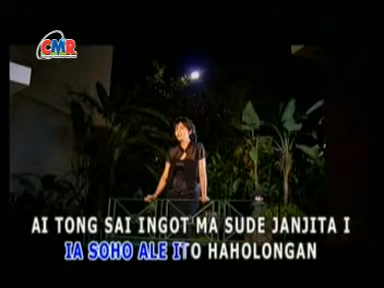 CMR
AI TONG SAI INGOT MA SUDE JANJITA I
IA SOHO ALE ITO HAHOLONGAN